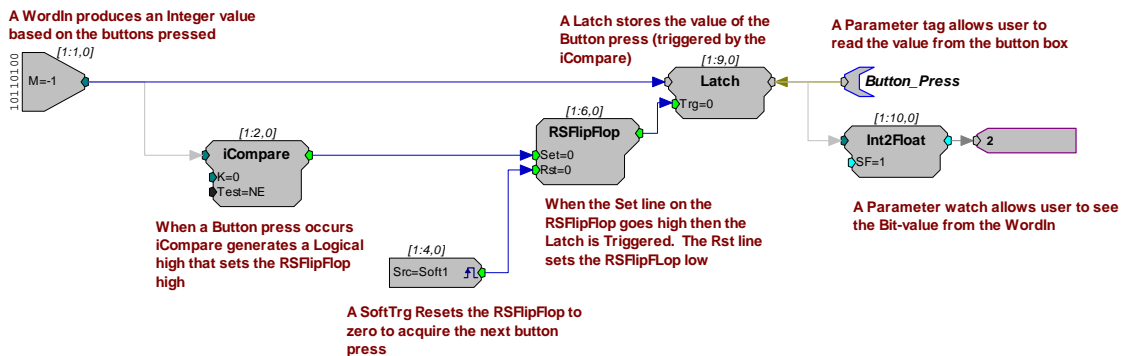 A WordIn produces an Integer value
based on the buttons pressed
[1:1,0]
10110100
M=-1
A Latch stores the value of the
Button press (triggered by the
iCompare)
[1:9,0]
Latch
Trg=0
A Parameter tag allows user to
read the value from the button box
Button_Press
[1:2,0]
iCompare
K=0
Test=NE
[1:6,0]
RSFlipFlop
Set=0
Rst=0
[1:10,0]
Int2Float
SF=1
2
When a Button press occurs
iCompare generates a Logical
high that sets the RSFlipFlop
high
When the Set line on the
RSFlipFlop goes high then the
Latch is Triggered. The Rst line
sets the RSFlipFLop low
A Parameter watch allows user to see
the Bit-value from the WordIn
[1:4,0]
Src=Soft1
A SoftTrg Resets the RSFlipFlop to
zero to acquire the next button
press